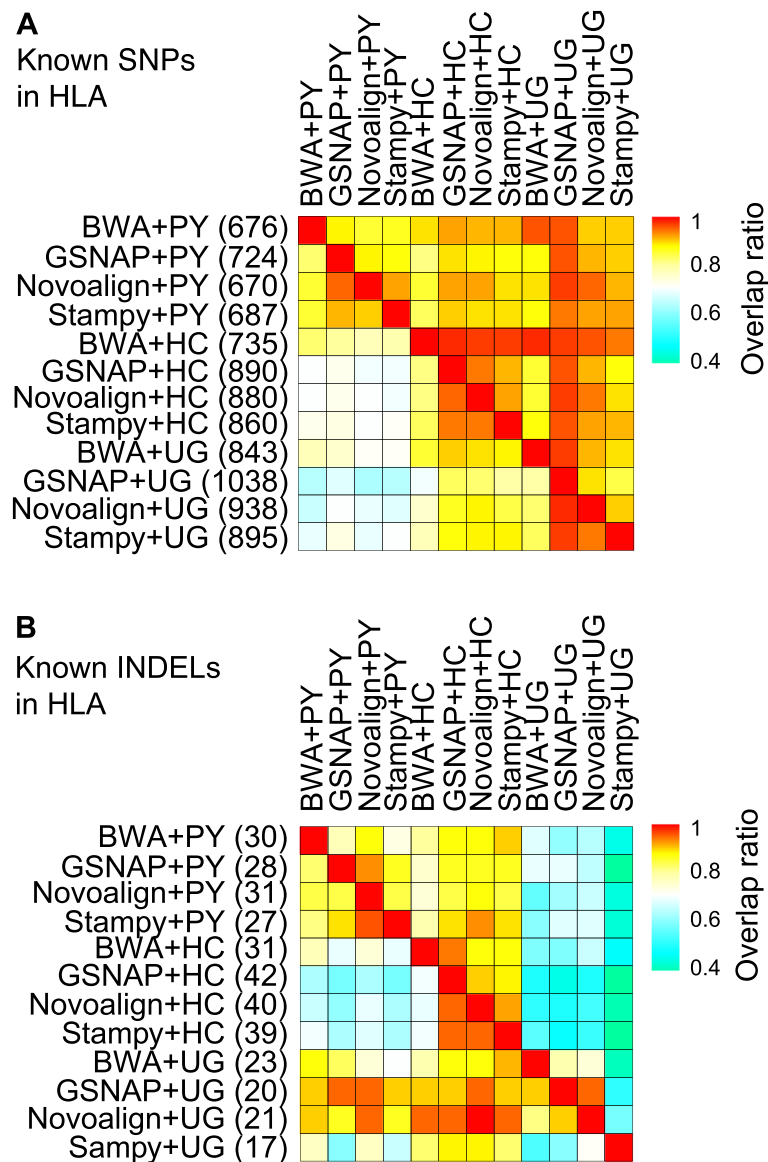 A
Known SNPs
in HLA
BWA+PY
GSNAP+PY
Novoalign+PY
Stampy+PY
BWA+HC
GSNAP+HC
Novoalign+HC
Stampy+HC
BWA+UG
GSNAP+UG
Novoalign+UG
Stampy+UG
BWA+PY (676)
GSNAP+PY (724)
Novoalign+PY (670)
Stampy+PY (687)
BWA+HC (735)
GSNAP+HC (890)
Novoalign+HC (880)
Stampy+HC (860)
BWA+UG (843)
GSNAP+UG (1038)
Novoalign+UG (938)
Stampy+UG (895)
1
0.8
0.6
0.4
Overlap ratio
B
Known INDELs
in HLA
BWA+PY
GSNAP+PY
Novoalign+PY
Stampy+PY
BWA+HC
GSNAP+HC
Novoalign+HC
Stampy+HC
BWA+UG
GSNAP+UG
Novoalign+UG
Stampy+UG
BWA+PY (30)
GSNAP+PY (28)
Novoalign+PY (31)
Stampy+PY (27)
BWA+HC (31)
GSNAP+HC (42)
Novoalign+HC (40)
Stampy+HC (39)
BWA+UG (23)
GSNAP+UG (20)
Novoalign+UG (21)
Sampy+UG (17)
1
0.8
0.6
0.4
Overlap ratio